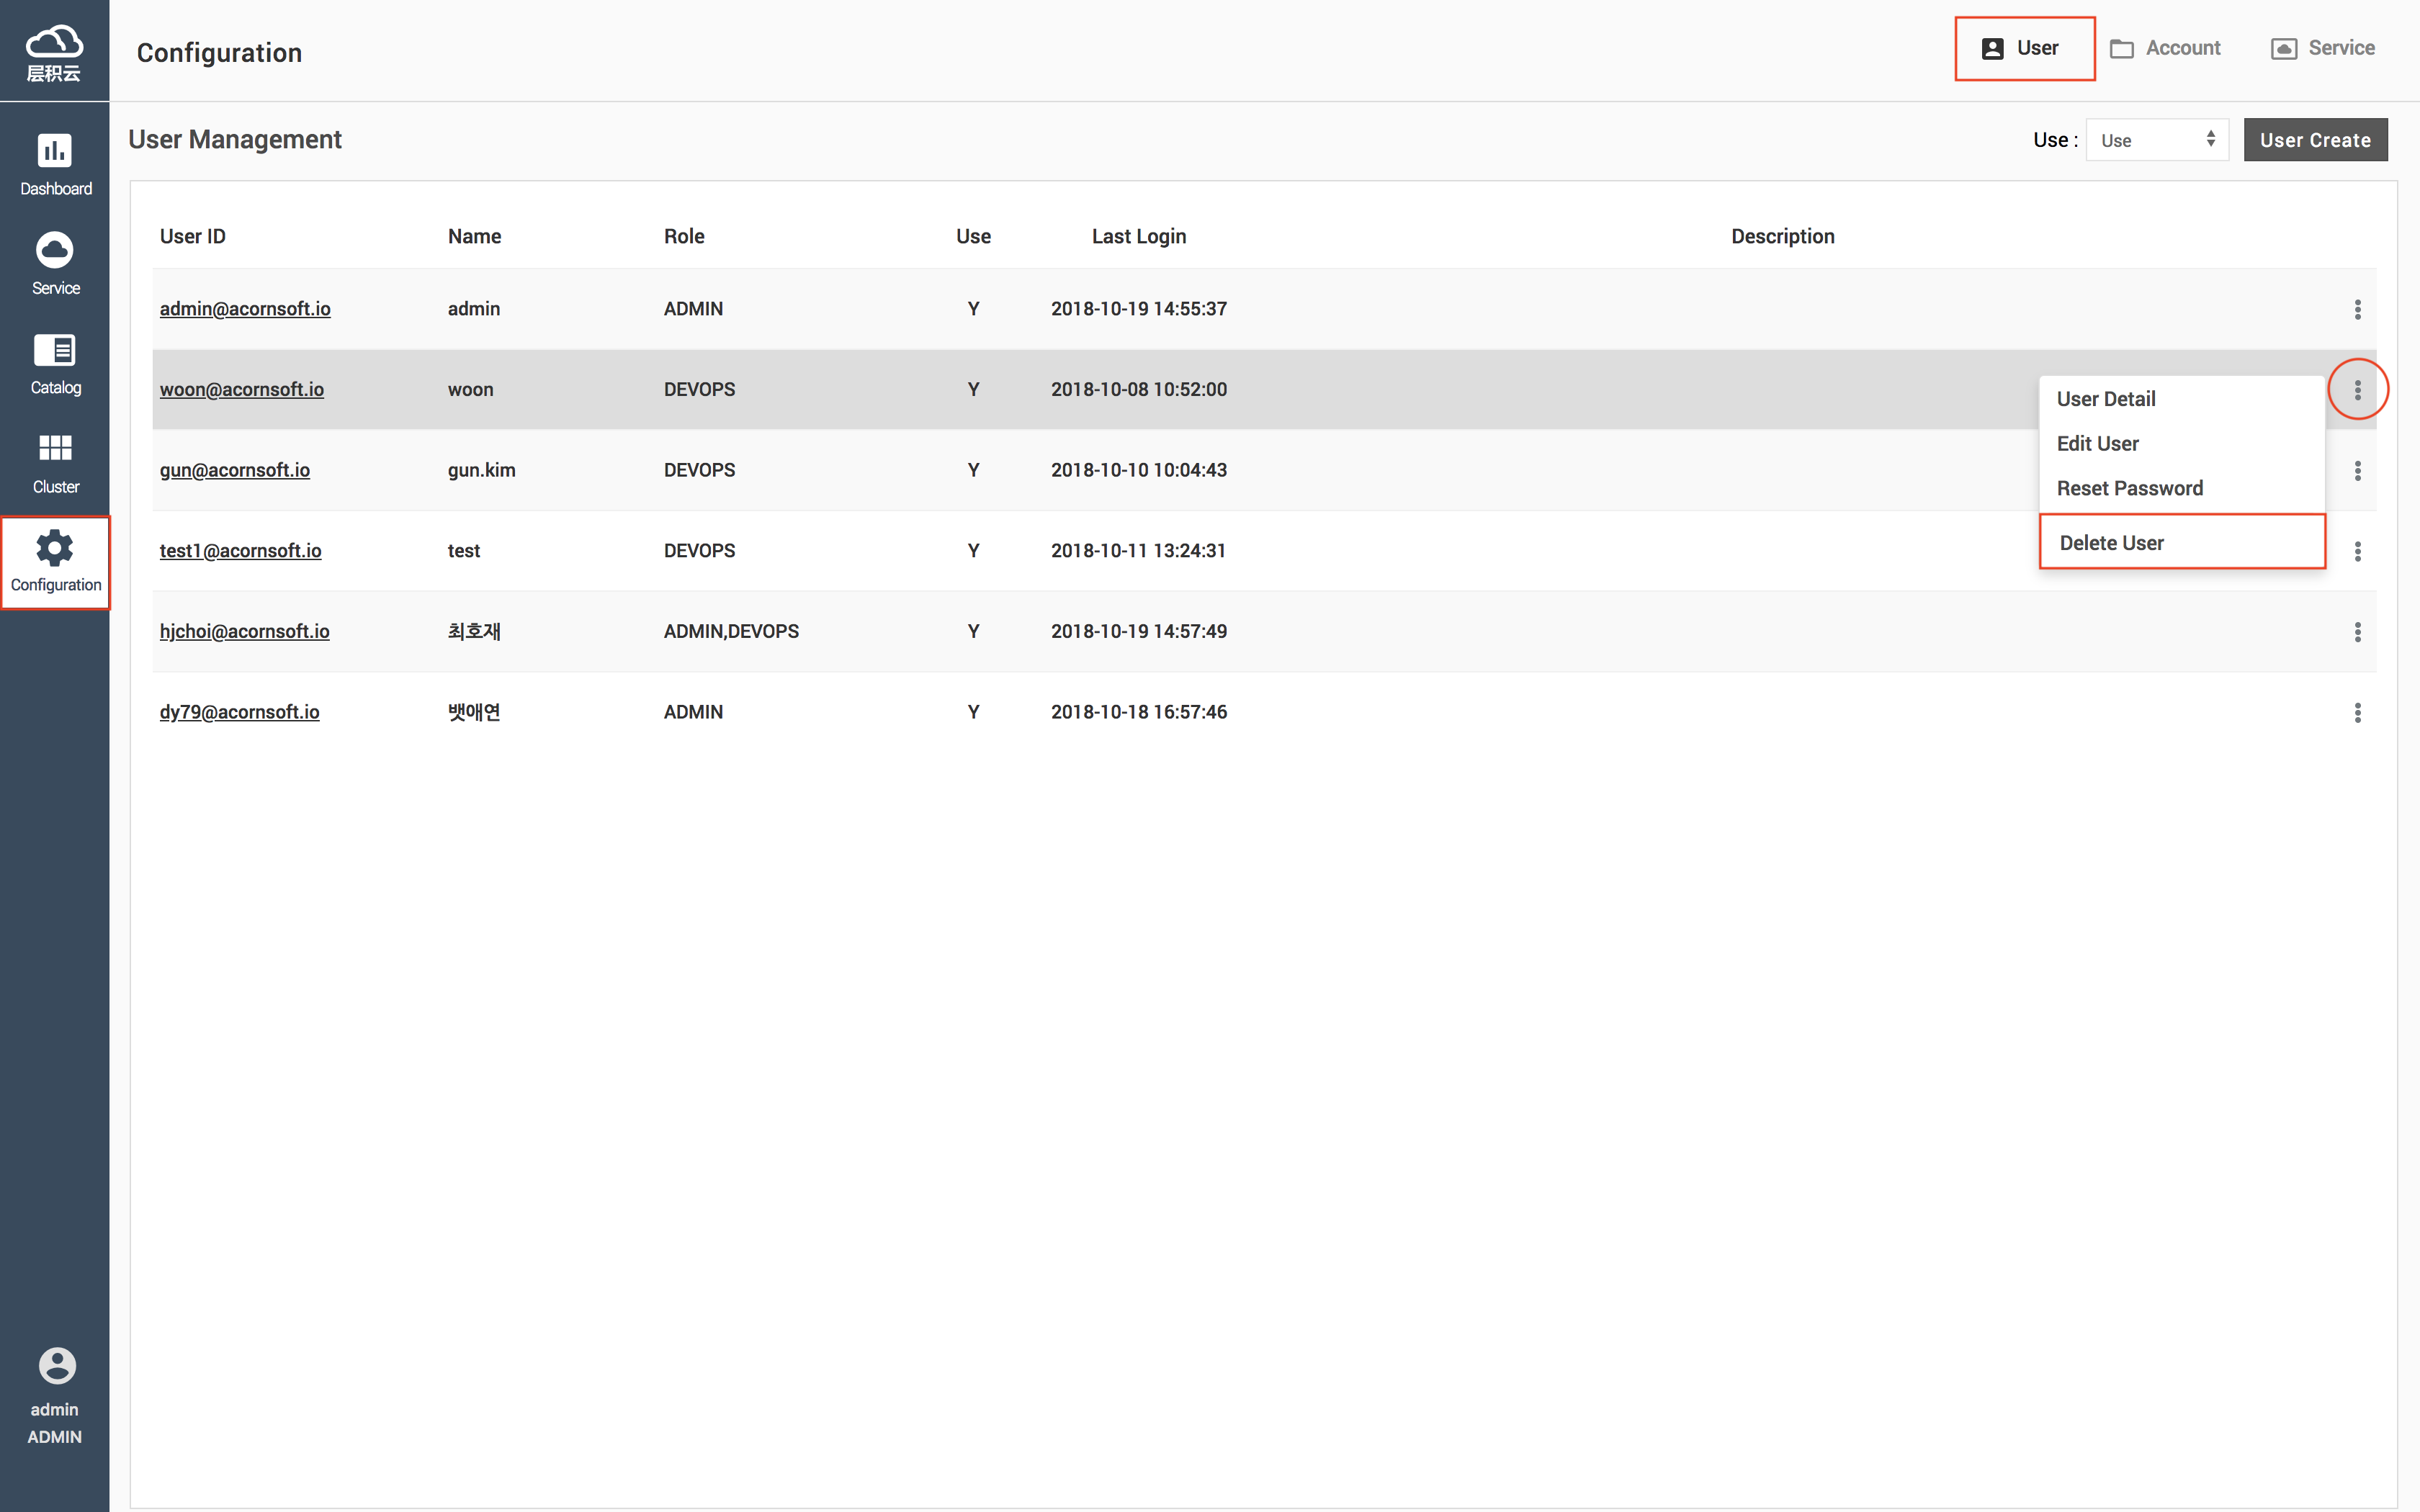 层积云
Configuration
User
Account
Service
Dashboard
Service
Catalog
Cluster
Configuration
User Management
Use :
Use
User Create
User ID Name Role Use Last Login Description
admin@acornsoft.io admin ADMIN Y 2018-10-19 14:55:37
woon@acornsoft.io woon DEVOPS Y 2018-10-08 10:52:00
gun@acornsoft.io gun.kim DEVOPS Y 2018-10-10 10:04:43
test1@acornsoft.io test DEVOPS Y 2018-10-11 13:24:31
hjchoi@acornsoft.io 최호재 ADMIN,DEVOPS Y 2018-10-19 14:57:49
dy79@acornsoft.io 뱃애연 ADMIN Y 2018-10-18 16:57:46
User Detail
Edit User
Reset Password
Delete User
admin
ADMIN